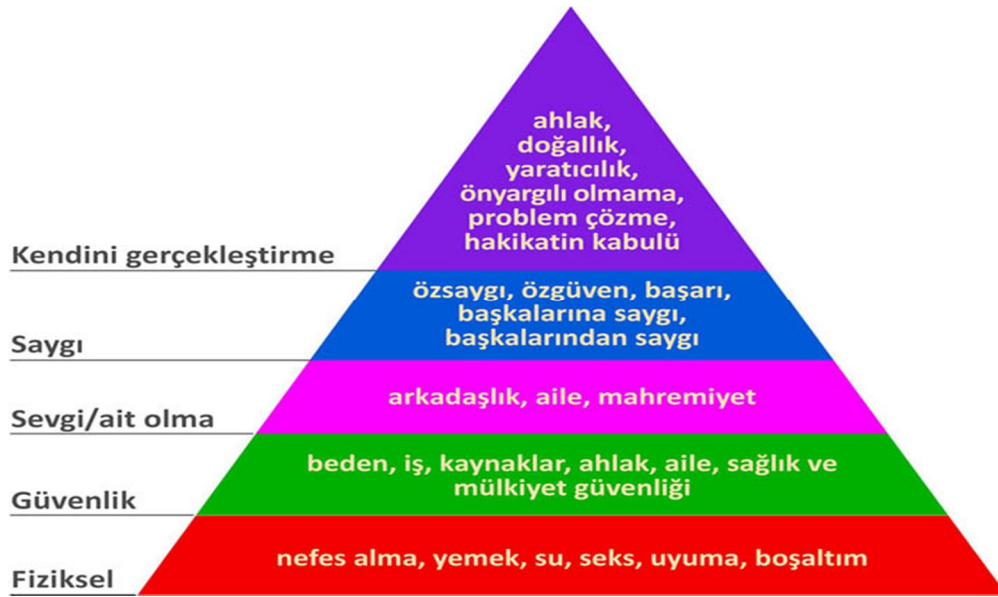 ahlak,
doğallık,
yaratıcılık,
önyargılı olmama,
problem çözme,
hakikatin kabulü
Kendini gerçekleştirme
özsaygı, özgüven, başarı,
başkalarına saygı,
başkalarından saygı
Saygı
arkadaşlık, aile, mahremiyet
Sevgi/ait olma
beden, iş, kaynaklar, ahlak, aile, sağlık ve
mülkiyet güvenliği
Güvenlik
nefes alma, yemek, su, seks, uyuma, boşaltım
Fiziksel